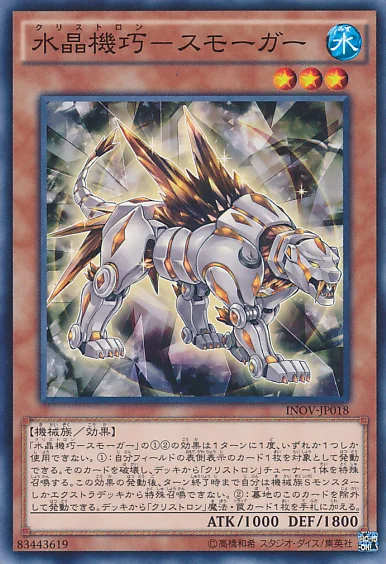 クリストロン
水晶機巧－スモーガー
水
INOV-JP018
【機械族／効果】
「水晶機巧－スモーガー」の①②の効果は1ターンに1度、いずれか1つしか
使用できない。①：自分フィールドの表側表示のカード1枚を対象として発動
できる。そのカードを破壊し、デッキから「クリストロン」チューナー1体を特殊
召喚する。この効果の発動後、ターン終了時まで自分は機械族Sモンスター
しかエクストラデッキから特殊召喚できない。②：墓地のこのカードを除外
して発動できる。デッキから「クリストロン」魔法・罠カード1枚を手札に加える。
ATK/1000 DEF/1800
83443619
©高橋和希 スタジオ・ダイス/集英社